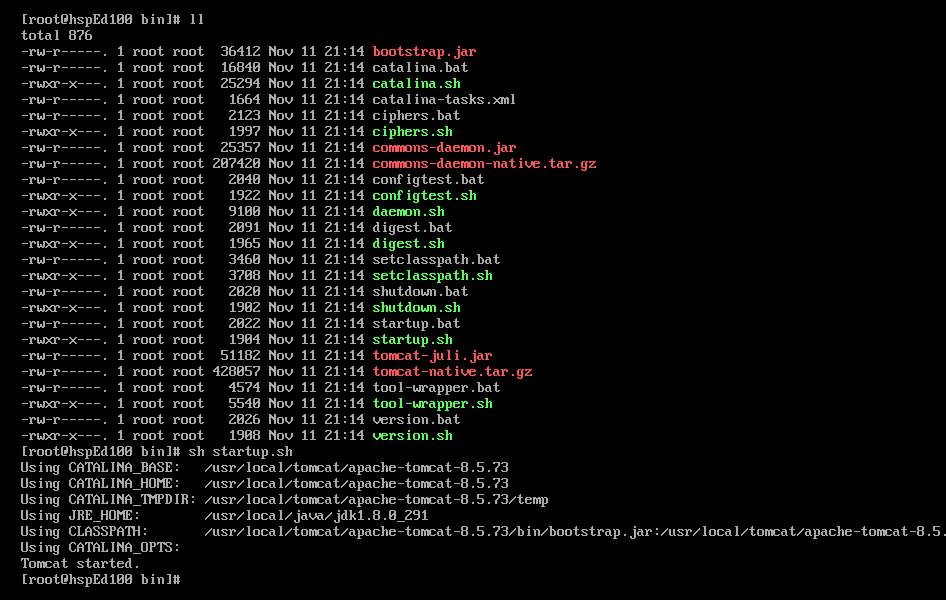 [root@hspEd100 bin]# ll
total 876
-rw-r-----. 1 root root  36412 Nov 11 21:14 bootstrap.jar
-rw-r-----. 1 root root  16840 Nov 11 21:14 catalina.bat
-rwxr-x---. 1 root root  25294 Nov 11 21:14 catalina.sh
-rw-r-----. 1 root root   1664 Nov 11 21:14 catalina-tasks.xml
-rw-r-----. 1 root root   2123 Nov 11 21:14 ciphers.bat
-rwxr-x---. 1 root root   1997 Nov 11 21:14 ciphers.sh
-rw-r-----. 1 root root  25357 Nov 11 21:14 commons-daemon.jar
-rw-r-----. 1 root root 207420 Nov 11 21:14 commons-daemon-native.tar.gz
-rw-r-----. 1 root root   2040 Nov 11 21:14 configtest.bat
-rwxr-x---. 1 root root   1922 Nov 11 21:14 configtest.sh
-rwxr-x---. 1 root root   9100 Nov 11 21:14 daemon.sh
-rw-r-----. 1 root root   2091 Nov 11 21:14 digest.bat
-rwxr-x---. 1 root root   1965 Nov 11 21:14 digest.sh
-rw-r-----. 1 root root   3460 Nov 11 21:14 setclasspath.bat
-rwxr-x---. 1 root root   3708 Nov 11 21:14 setclasspath.sh
-rw-r-----. 1 root root   2020 Nov 11 21:14 shutdown.bat
-rwxr-x---. 1 root root   1902 Nov 11 21:14 shutdown.sh
-rw-r-----. 1 root root   2022 Nov 11 21:14 startup.bat
-rwxr-x---. 1 root root   1904 Nov 11 21:14 startup.sh
-rw-r-----. 1 root root  51182 Nov 11 21:14 tomcat-juli.jar
-rw-r-----. 1 root root 428057 Nov 11 21:14 tomcat-native.tar.gz
-rw-r-----. 1 root root   4574 Nov 11 21:14 tool-wrapper.bat
-rwxr-x---. 1 root root   5540 Nov 11 21:14 tool-wrapper.sh
-rw-r-----. 1 root root   2026 Nov 11 21:14 version.bat
-rwxr-x---. 1 root root   1908 Nov 11 21:14 version.sh
[root@hspEd100 bin]# sh startup.sh
Using CATALINA_BASE:   /usr/local/tomcat/apache-tomcat-8.5.73
Using CATALINA_HOME:   /usr/local/tomcat/apache-tomcat-8.5.73
Using CATALINA_TMPDIR: /usr/local/tomcat/apache-tomcat-8.5.73/temp
Using JRE_HOME:        /usr/local/java/jdk1.8.0_291
Using CLASSPATH:       /usr/local/tomcat/apache-tomcat-8.5.73/bin/bootstrap.jar:/usr/local/tomcat/apache-tomcat-8.5.
Using CATALINA_OPTS:
Tomcat started.
[root@hspEd100 bin]#